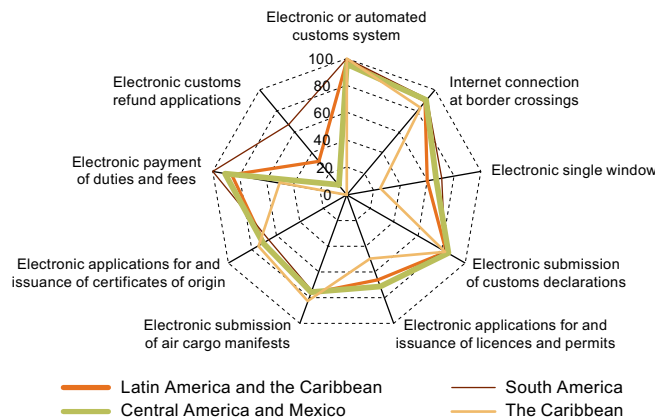 Electronic or automated
customs system
Electronic customs
refund applications
Internet connection
at border crossings
Electronic payment
of duties and fees
Electronic single window
Electronic applications for and
issuance of certificates of origin
Electronic submission
of customs declarations
Electronic submission
of air cargo manifests
Electronic applications for and
issuance of licences and permits
100
80
60
40
20
0
Latin America and the Caribbean
South America
Central America and Mexico
The Caribbean